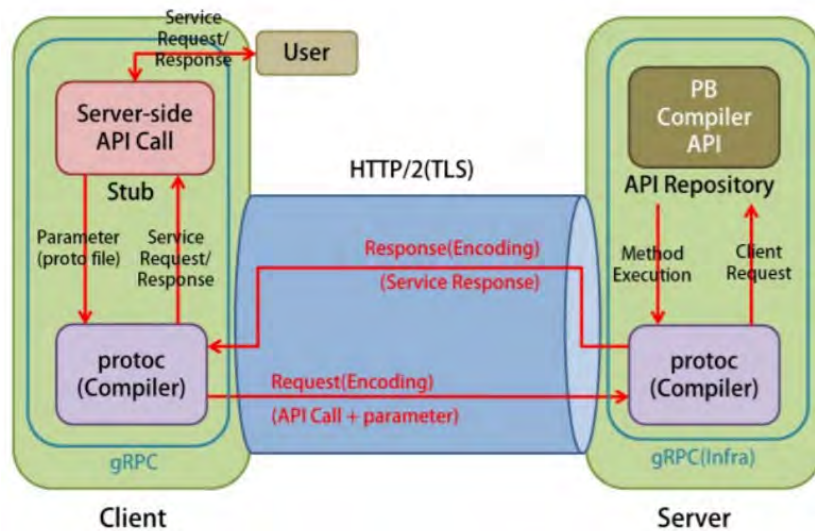 Service
Request/
Response
User
Server-side
API Call
Stub
Parameter
(proto file)
Service
Request/
Response
protoc
(Compiler)
gRPC
Client
HTTP/2(TLS)
Response(Encoding)
(Service Response)
Request(Encoding)
(API Call + parameter)
PB
Compiler
API
API Repository
Method
Execution
Client
Request
protoc
(Compiler)
gRPC(Infra)
Server